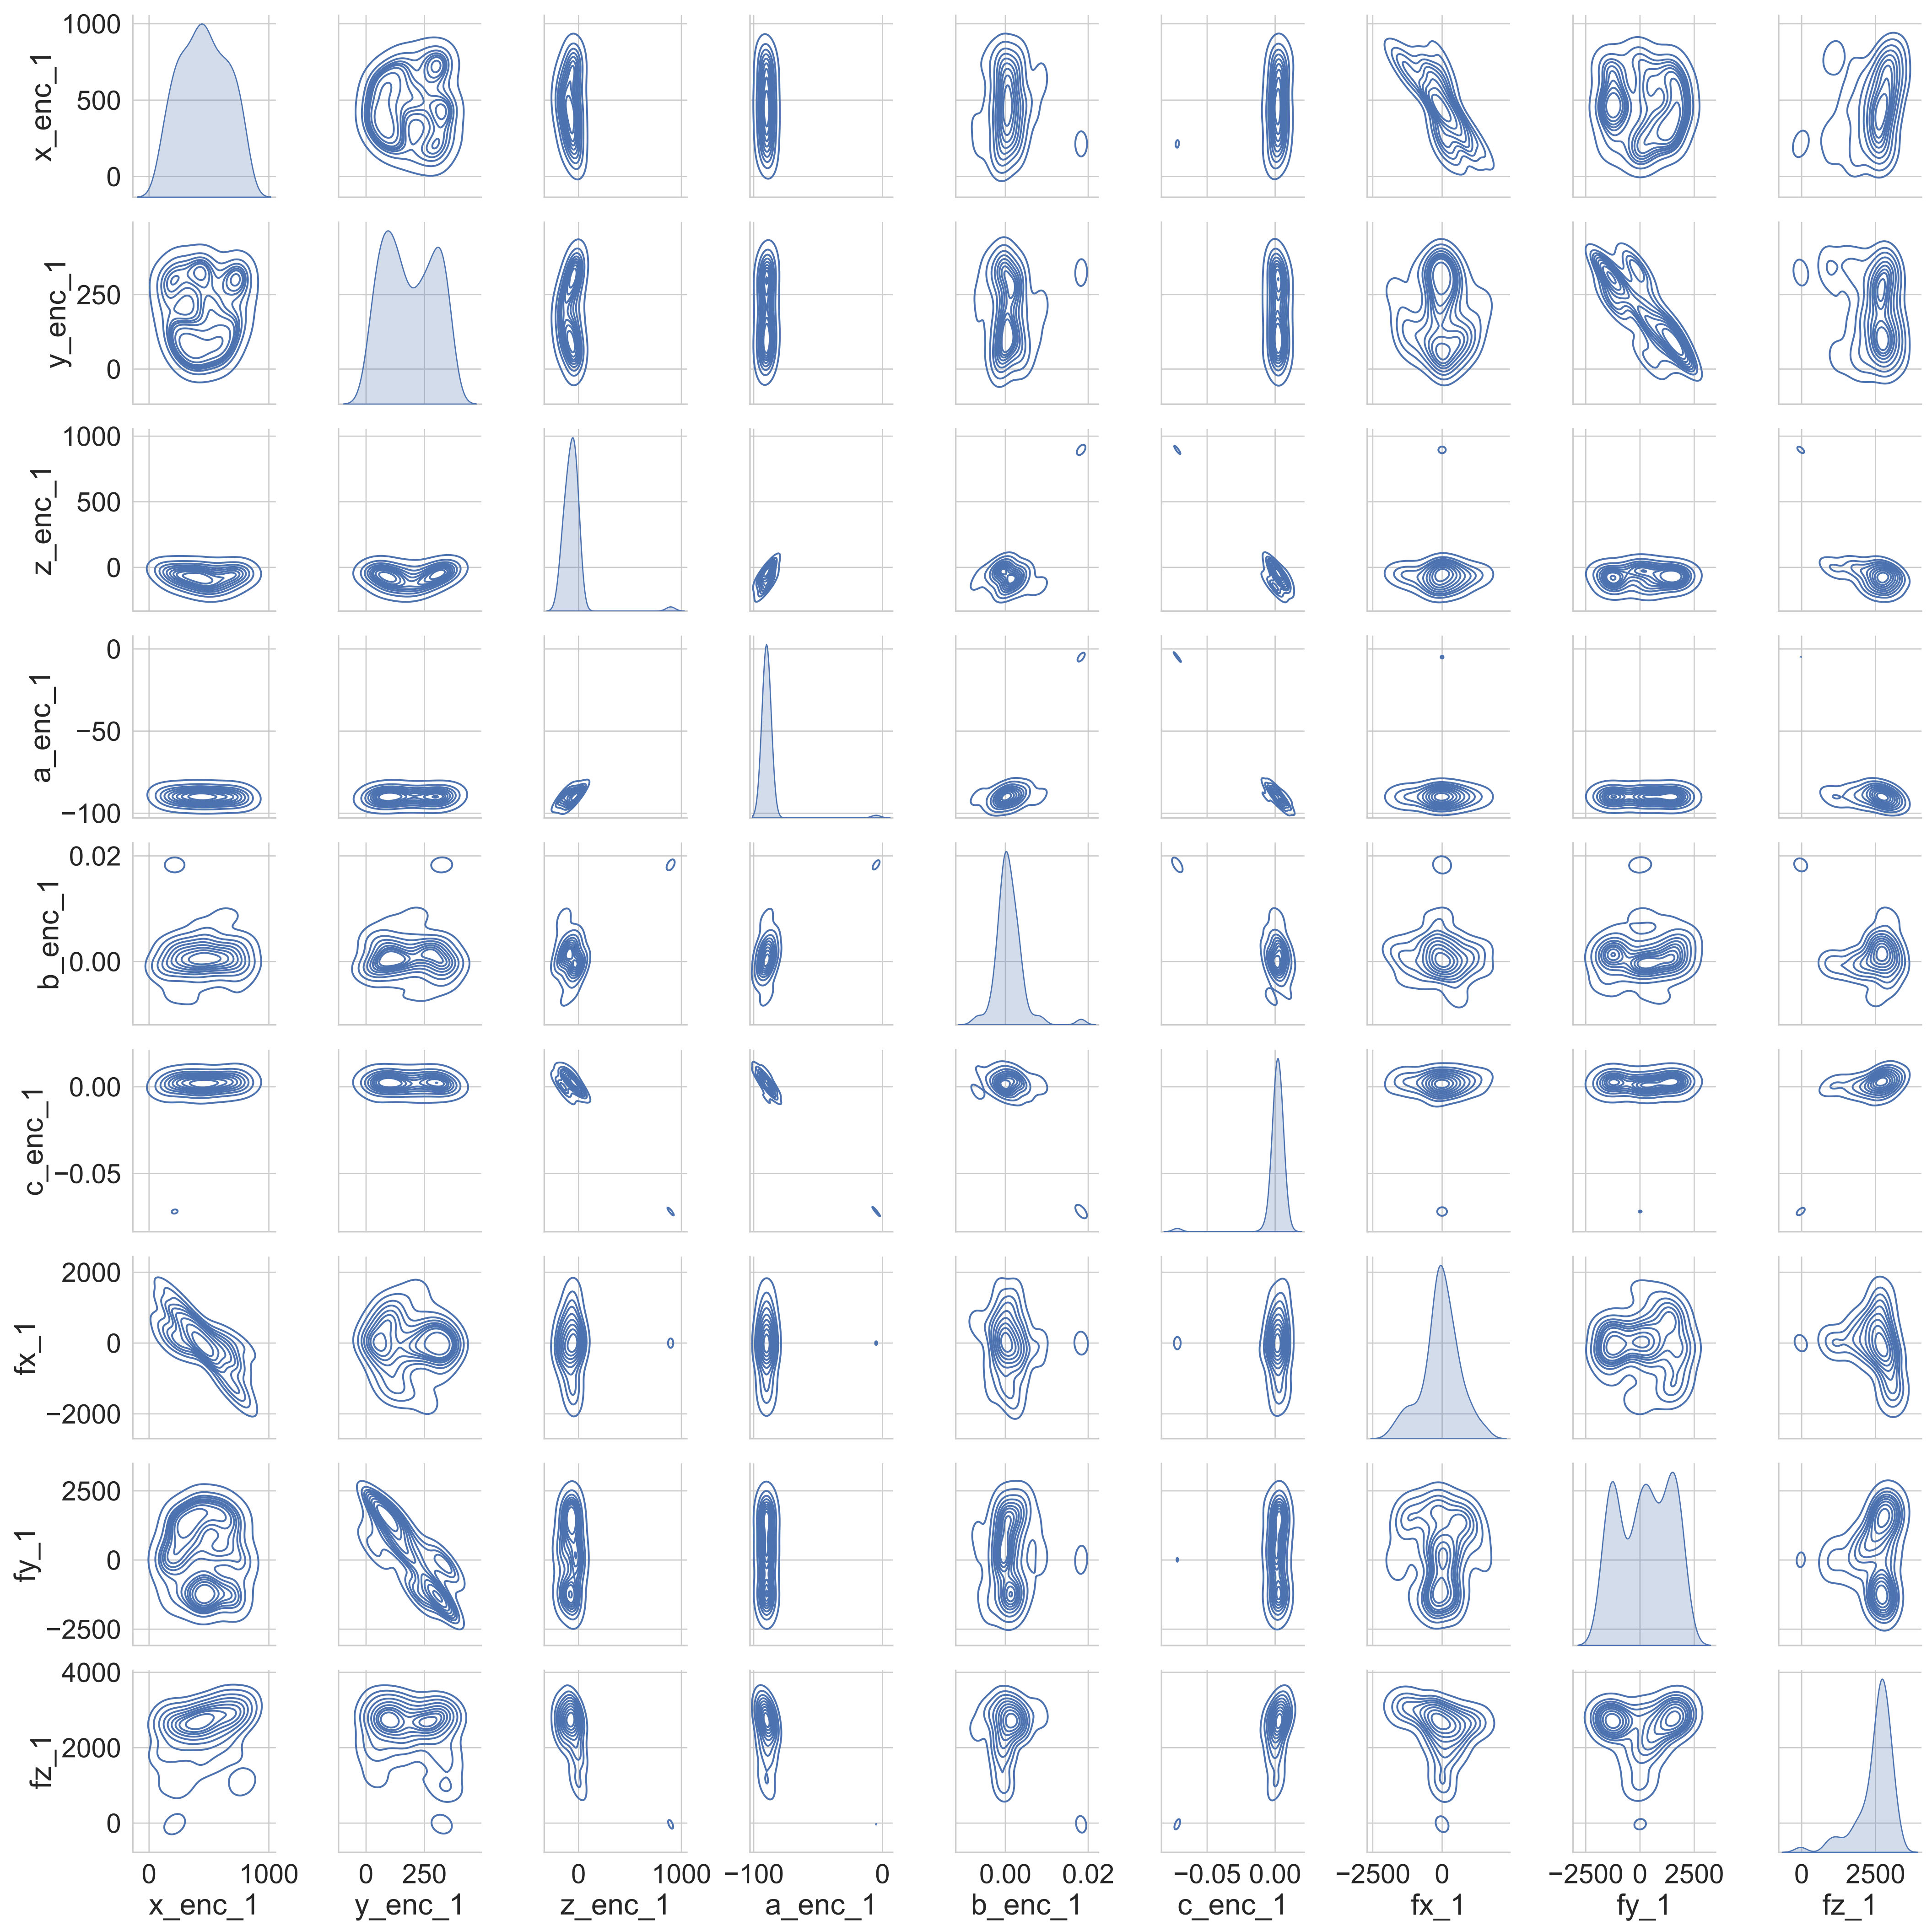 1000
500
0
x_enc_1
250
0
y_enc_1
1000
500
0
z_enc_1
0
−50
−100
a_enc_1
0.02
0.00
b_enc_1
0.00
−0.05
c_enc_1
2000
0
−2000
fx_1
2500
0
−2500
fy_1
4000
2000
0
fz_1
0 1000 0 250 0 1000 −100 0 0.00 0.02 −0.05 0.00 −2500 0 −2500 0 2500 0 2500
x_enc_1 y_enc_1 z_enc_1 a_enc_1 b_enc_1 c_enc_1 fx_1 fy_1 fz_1